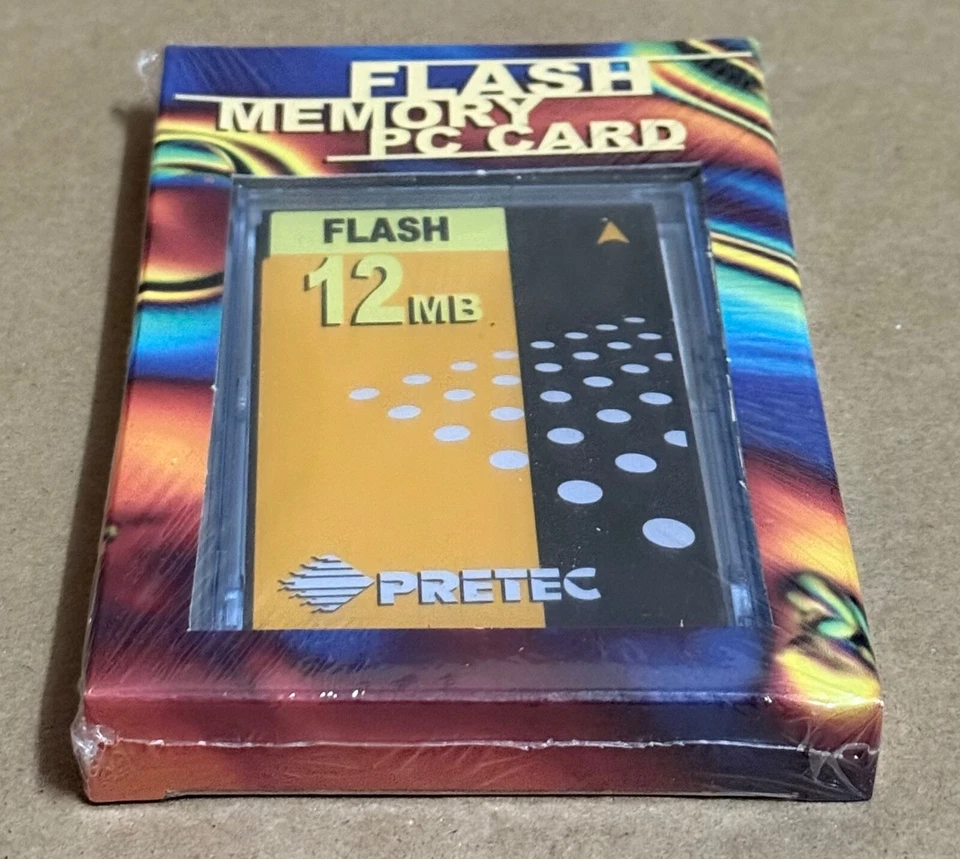 FLASH
MEMORY
PC CARD
FLASH
12MB
PRETEC